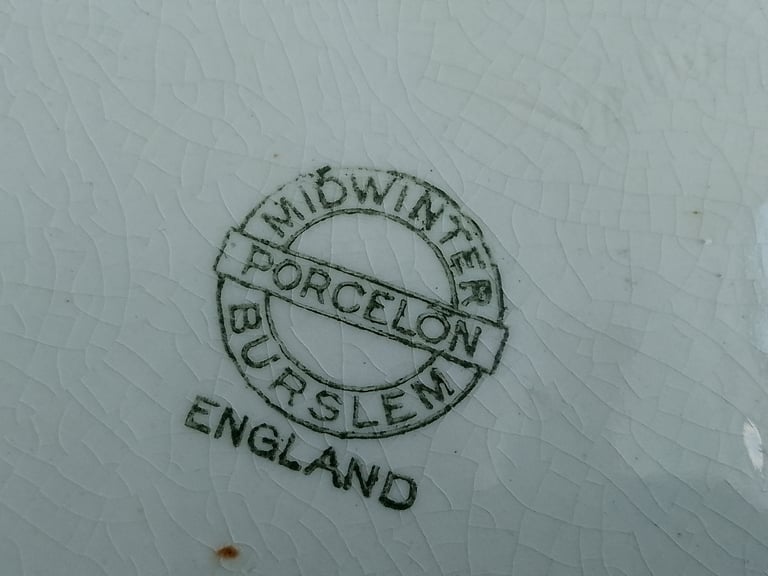 MIDWINTER
PORCELON
BURSLEM
ENGLAND